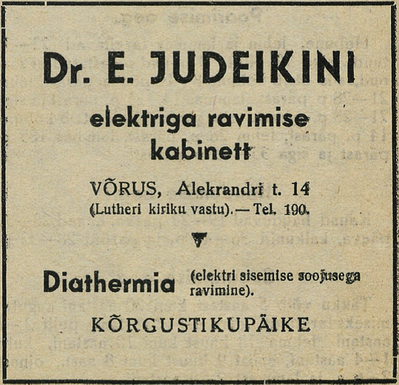 Dr. E. JUDEIKINI
elektriga ravimise
kabinett
VÕRUS, Alekrandri t. 14
(Lutheri kiriku vastu).— Tel. 190.
Diathermia (elektri sisemise soojusega
ravimine).
KÕRGUSTIKUPÄIKE